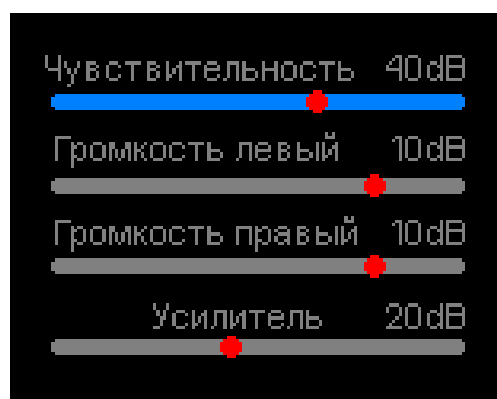 Чувствительность 40dB
Громкость левый 10dB
Громкость правый 10dB
Усилитель 20dB